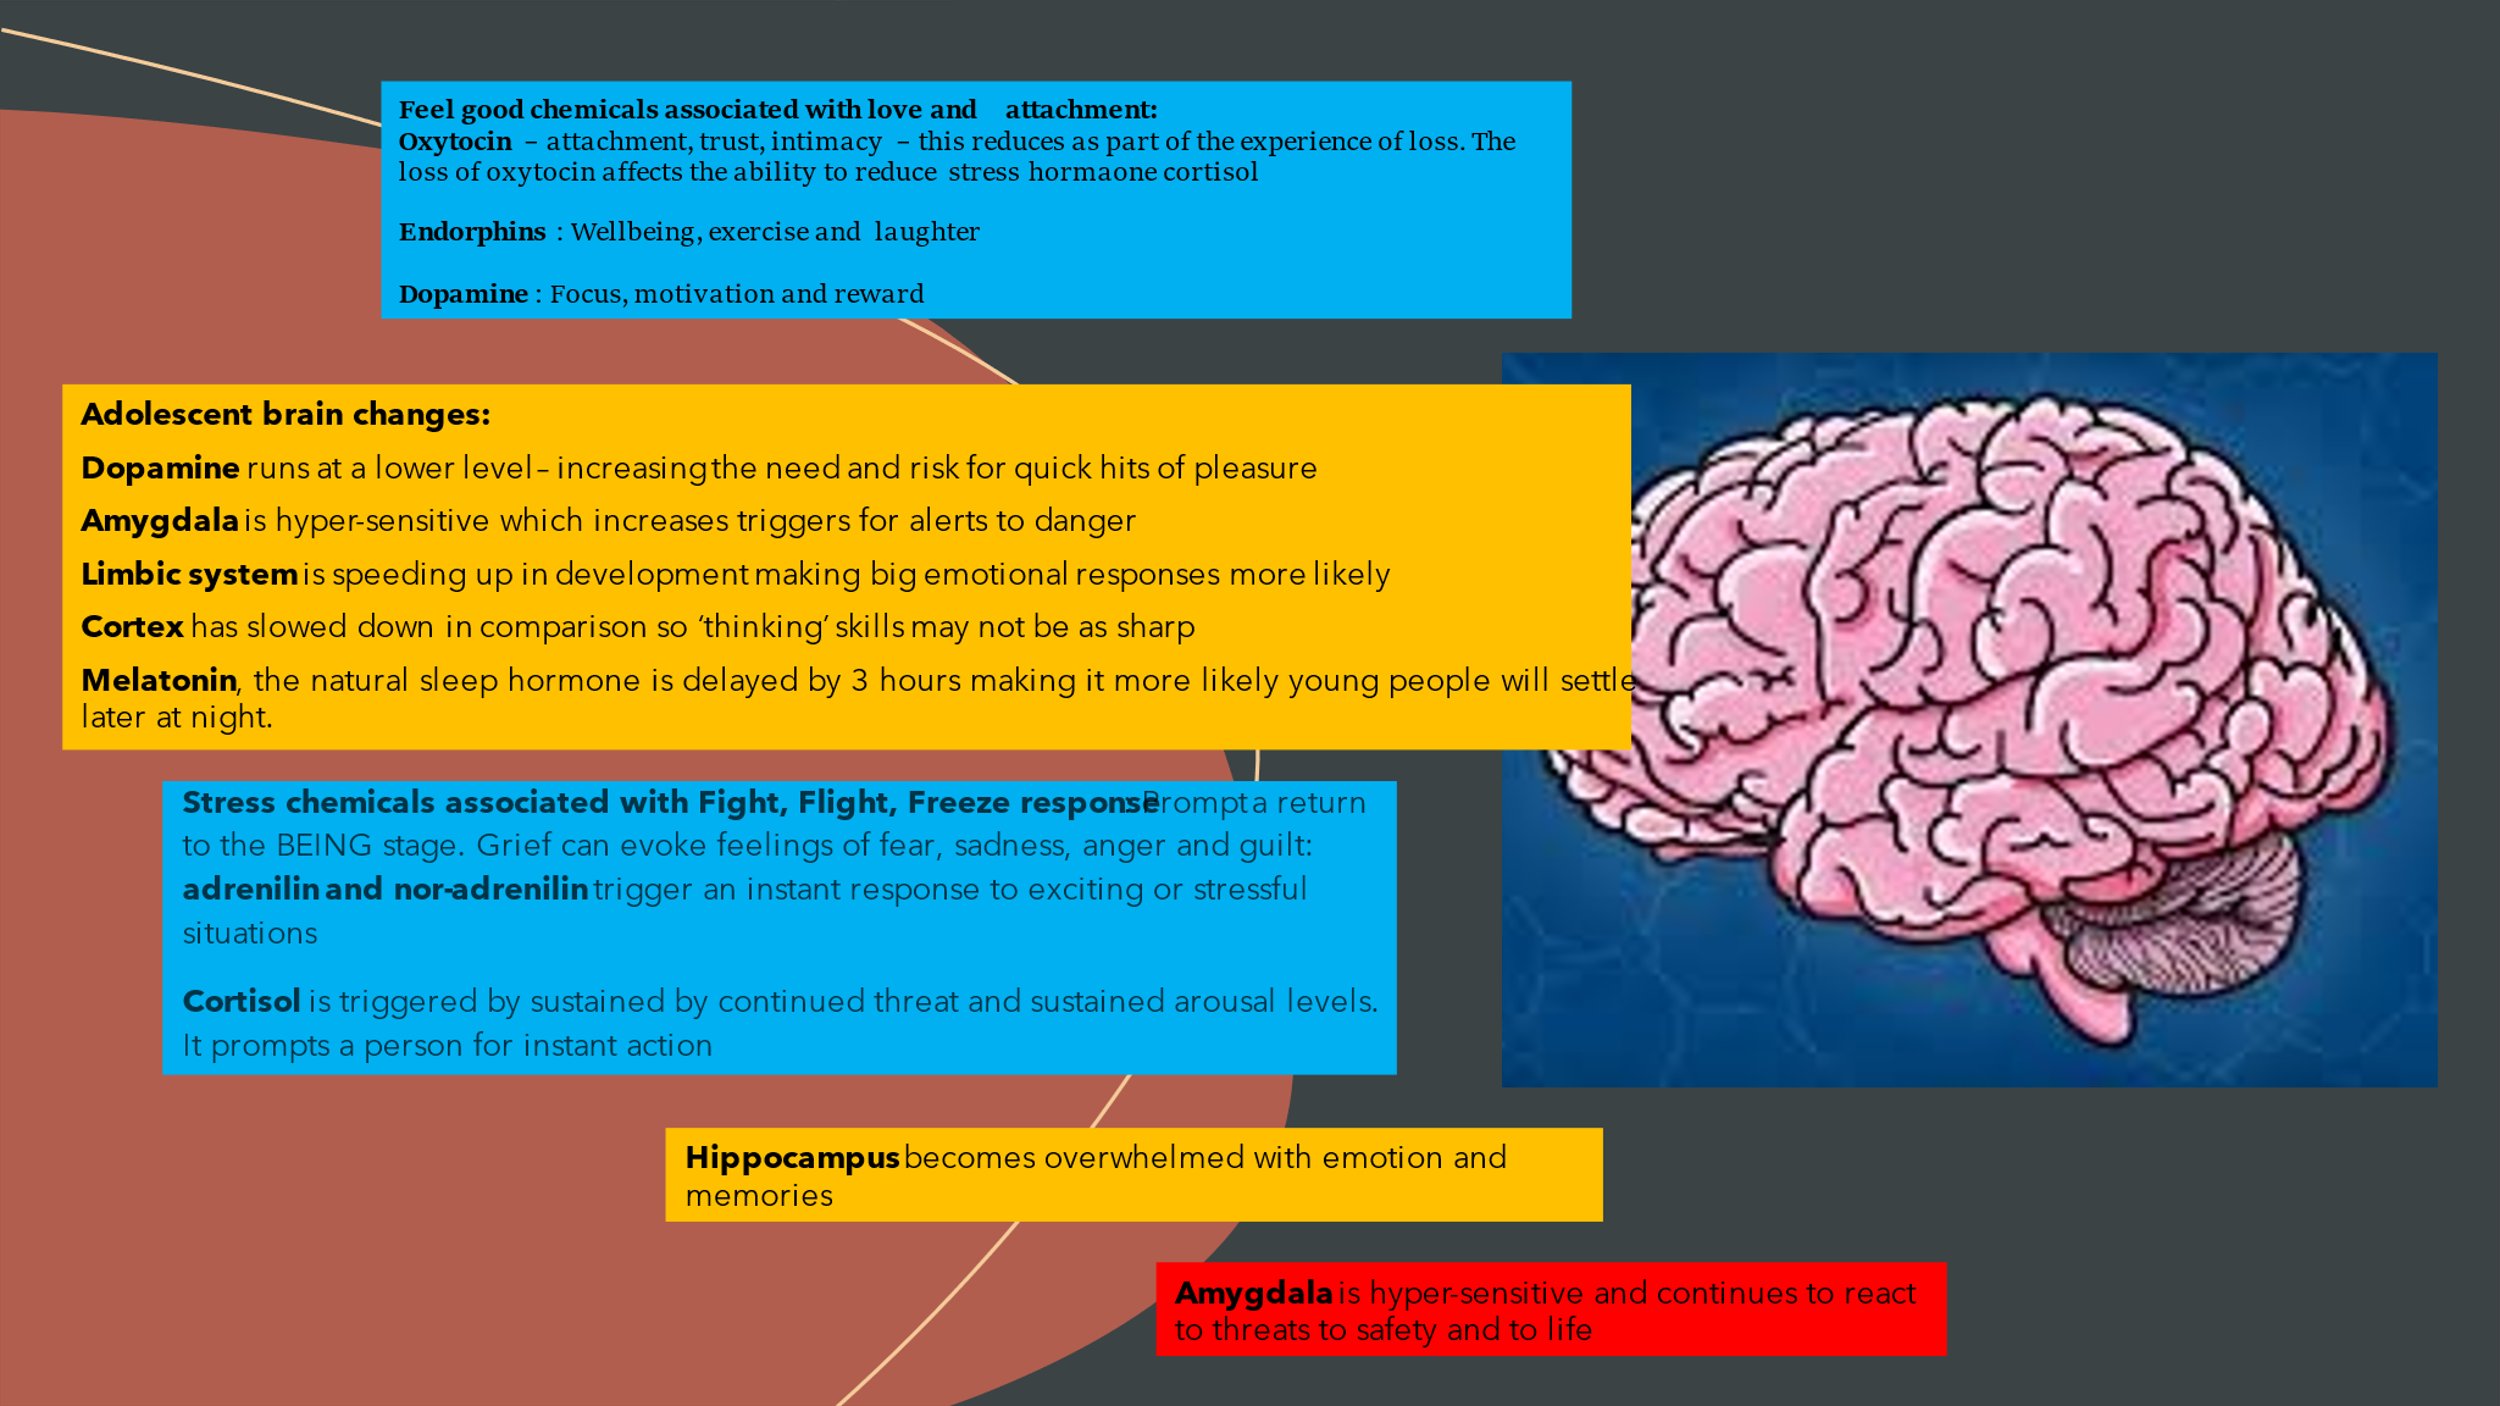 Feel good chemicals associated with love and attachment:
Oxytocin – attachment, trust, intimacy – this reduces as part of the experience of loss. The
loss of oxytocin affects the ability to reduce stress hormaone cortisol
Endorphins : Wellbeing, exercise and laughter
Dopamine : Focus, motivation and reward
Adolescent brain changes:
Dopamine runs at a lower level – increasing the need and risk for quick hits of pleasure
Amygdala is hyper-sensitive which increases triggers for alerts to danger
Limbic system is speeding up in development making big emotional responses more likely
Cortex has slowed down in comparison so ‘thinking’ skills may not be as sharp
Melatonin, the natural sleep hormone is delayed by 3 hours making it more likely young people will settle
later at night.
Stress chemicals associated with Fight, Flight, Freeze response: Prompt a return
to the BEING stage. Grief can evoke feelings of fear, sadness, anger and guilt:
adrenilin and nor-adrenilin trigger an instant response to exciting or stressful
situations
Cortisol is triggered by sustained by continued threat and sustained arousal levels.
It prompts a person for instant action
Hippocampus becomes overwhelmed with emotion and
memories
Amygdala is hyper-sensitive and continues to react
to threats to safety and to life